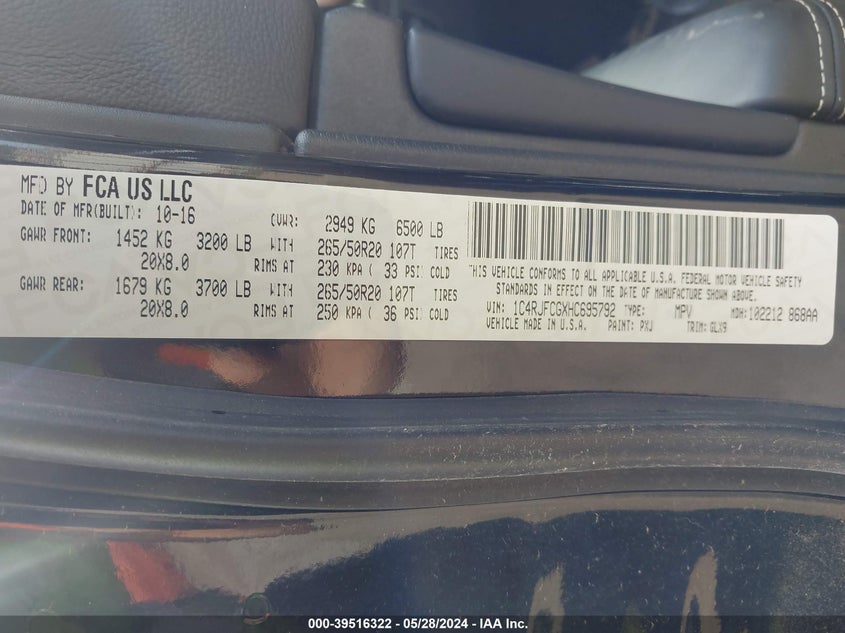 MFD BY FCA US LLC
DATE OF MFR(BUILT): 10-16 GVWR: 2949 KG 6500 LB
GAWR FRONT: 1452 KG 3200 LB WITH 265/50R20 107T TIRES
20X8.0 RIMS AT 230 KPA ( 33 PSI) COLD
GAWR REAR: 1679 KG 3700 LB WITH 265/50R20 107T TIRES
20X8.0 RIMS AT 250 KPA ( 36 PSI) COLD
THIS VEHICLE CONFORMS TO ALL APPLICABLE U.S.A. FEDERAL MOTOR VEHICLE SAFETY
STANDARDS IN EFFECT ON THE DATE OF MANUFACTURE SHOWN ABOVE.
VIN: 1C4RJFCGXHC695792 TYPE: MPV MDH:102212 868AA
VEHICLE MADE IN U.S.A. PAINT: PXJ TRIM: GLX9
000-39516322 - 05/28/2024 - IAA Inc.